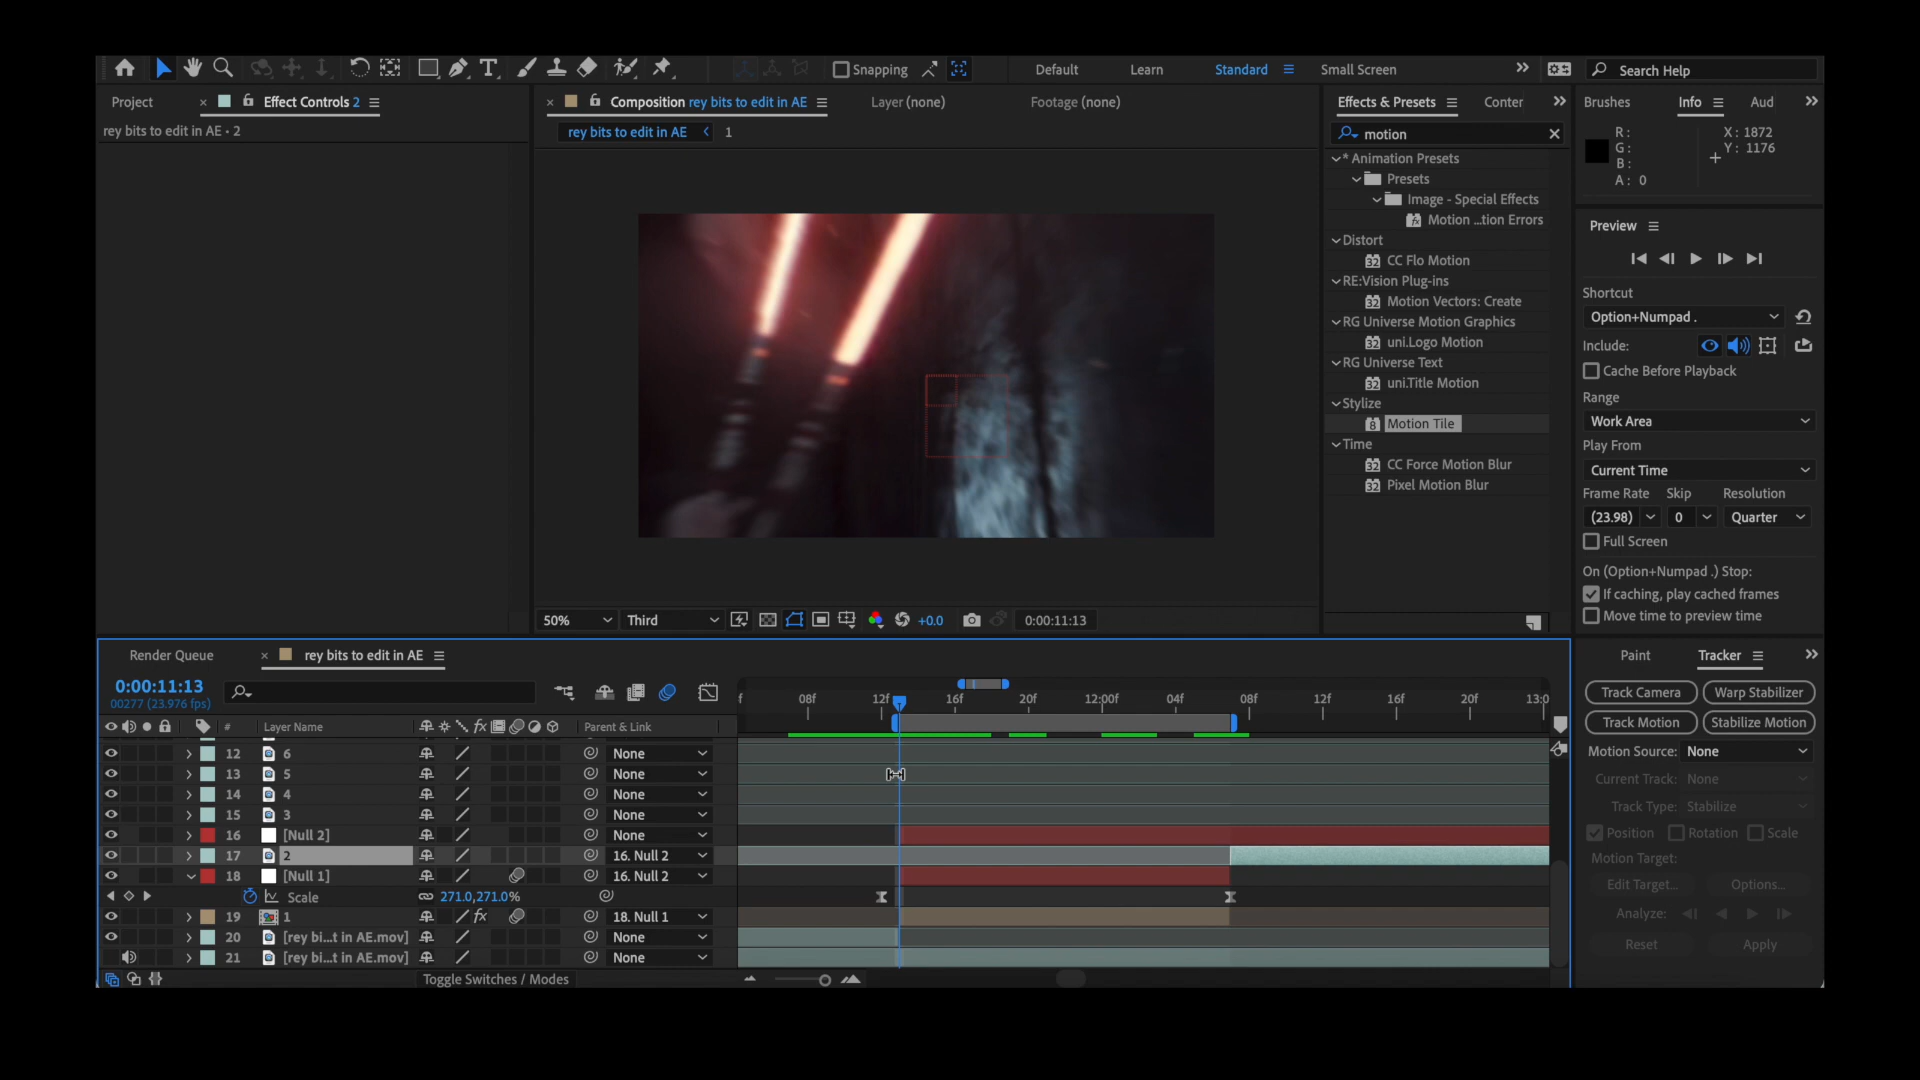 Snapping
Default
Learn
Standard
Small Screen
Search Help
Project
Effect Controls 2
Composition rey bits to edit in AE
Layer (none)
Footage (none)
Effects & Presets
Conter
Brushes
Info
Aud
rey bits to edit in AE • 2
rey bits to edit in AE
1
motion
R:
G:
B:
A: 0
X: 1872
Y: 1176
* Animation Presets
Presets
Image - Special Effects
Motion ...tion Errors
Distort
CC Flo Motion
RE:Vision Plug-ins
Motion Vectors: Create
RG Universe Motion Graphics
uni.Logo Motion
RG Universe Text
uni.Title Motion
Stylize
Motion Tile
Time
CC Force Motion Blur
Pixel Motion Blur
Preview
Shortcut
Option+Numpad .
Include:
Cache Before Playback
Range
Work Area
Play From
Current Time
Frame Rate Skip Resolution
(23.98) 0 Quarter
Full Screen
On (Option+Numpad .) Stop:
If caching, play cached frames
Move time to preview time
50%
Third
+0.0
0:00:11:13
Render Queue
rey bits to edit in AE
0:00:11:13
00277 (23.976 fps)
f 08f 12f 16f 20f 12:00f 04f 08f 12f 16f 20f 13:0
# Layer Name Parent & Link
12 6 None
13 5 None
14 4 None
15 3 None
16 [Null 2] None
17 2 16. Null 2
18 [Null 1] 16. Null 2
Scale 271.0,271.0%
19 1 18. Null 1
20 [rey bi...t in AE.mov] None
21 [rey bi...t in AE.mov] None
Toggle Switches / Modes
Paint
Tracker
Track Camera
Warp Stabilizer
Track Motion
Stabilize Motion
Motion Source: None
Current Track: None
Track Type: Stabilize
Position Rotation Scale
Motion Target:
Edit Target...
Options...
Analyze:
Reset
Apply